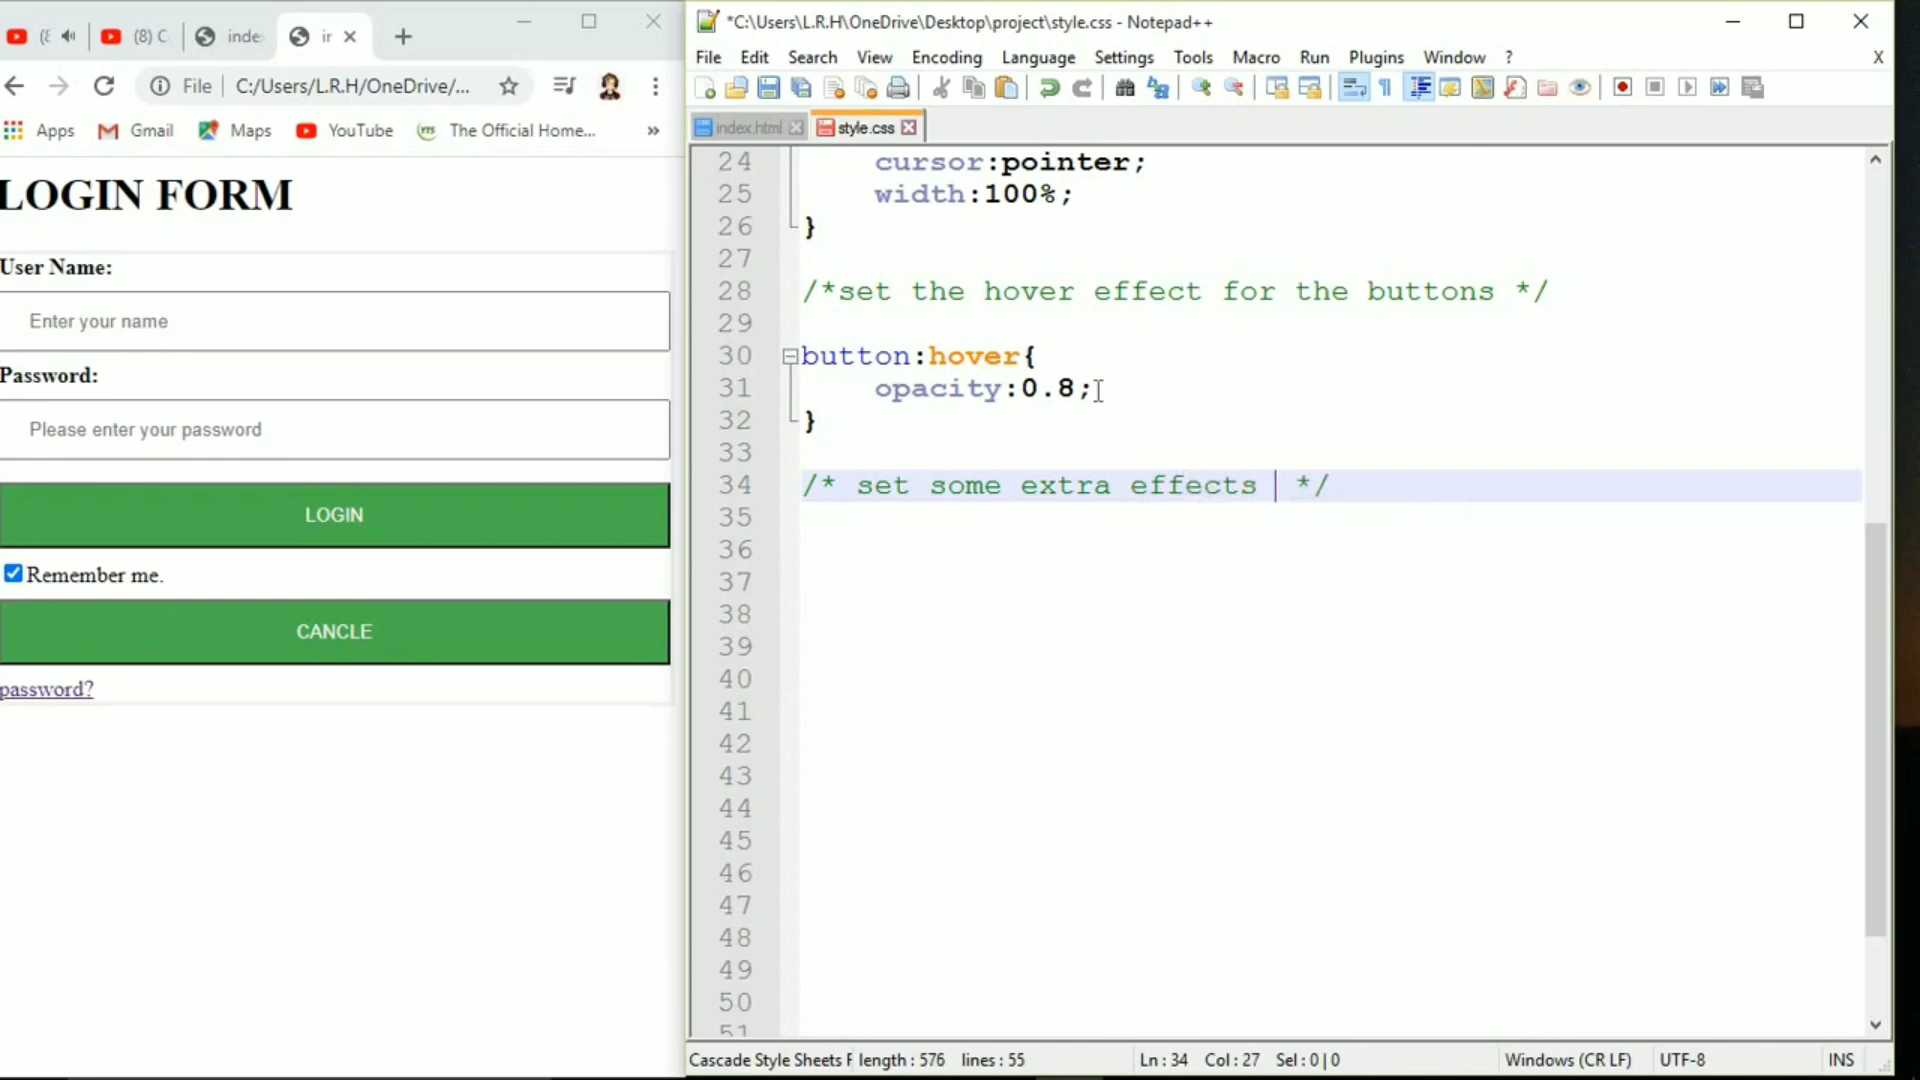 (8
(8) C
inde
ir
File
C:/Users/L.R.H/OneDrive/...
Apps
Gmail
Maps
YouTube
The Official Home...
»
LOGIN FORM
User Name:
Enter your name
Password:
Please enter your password
LOGIN
Remember me.
CANCLE
password?
*C:\Users\L.R.H\OneDrive\Desktop\project\style.css - Notepad++
File Edit Search View Encoding Language Settings Tools Macro Run Plugins Window ? X
index.html style.css
24 cursor:pointer;
25 width:100%;
26 }
27
28 /*set the hover effect for the buttons */
29
30 button:hover{
31 opacity:0.8;
32 }
33
34 /* set some extra effects  */
35
36
37
38
39
40
41
42
43
44
45
46
47
48
49
50
51
Cascade Style Sheets F length : 576 lines : 55 Ln : 34 Col : 27 Sel : 0 | 0 Windows (CR LF) UTF-8 INS